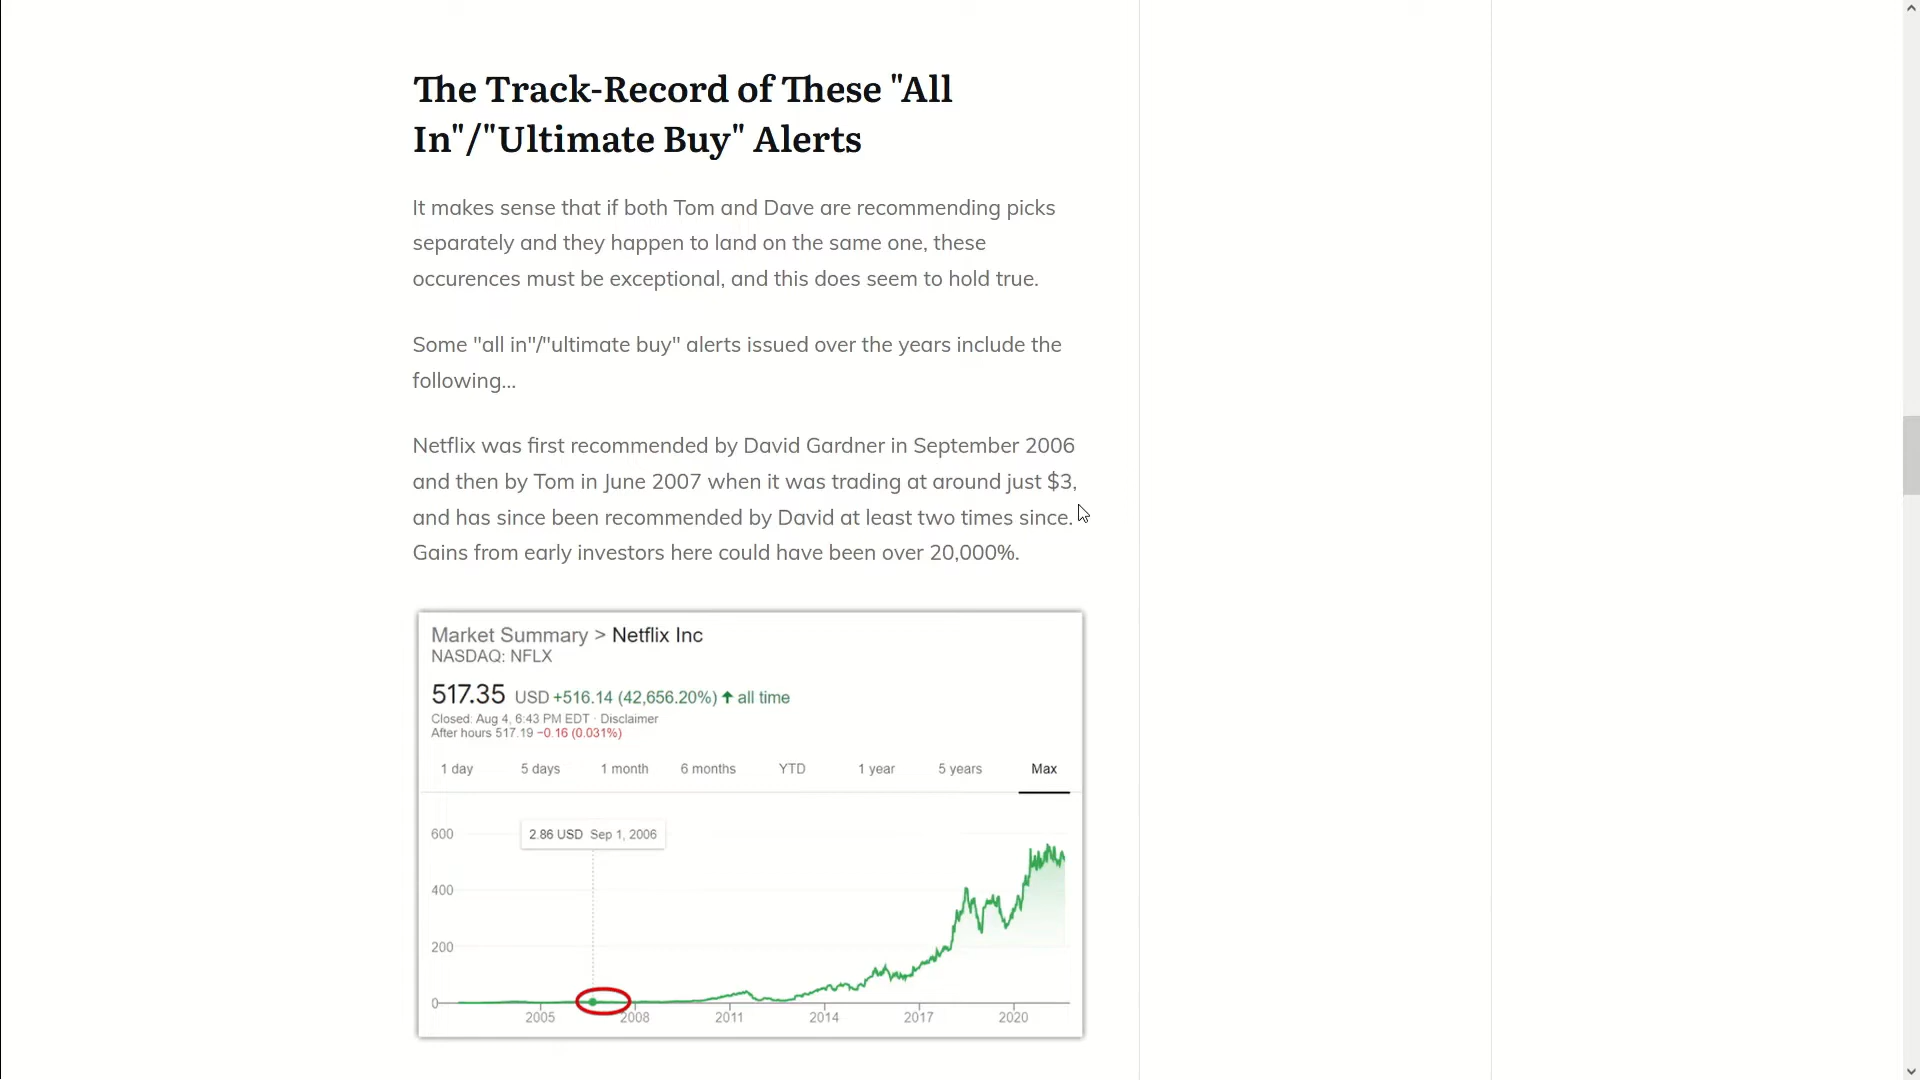 The Track-Record of These "All
In"/"Ultimate Buy" Alerts
It makes sense that if both Tom and Dave are recommending picks
separately and they happen to land on the same one, these
occurences must be exceptional, and this does seem to hold true.
Some "all in"/"ultimate buy" alerts issued over the years include the
following...
Netflix was first recommended by David Gardner in September 2006
and then by Tom in June 2007 when it was trading at around just $3,
and has since been recommended by David at least two times since.
Gains from early investors here could have been over 20,000%.
Market Summary > Netflix Inc
NASDAQ: NFLX
517.35 USD +516.14 (42,656.20%) ↑ all time
Closed: Aug 4, 6:43 PM EDT · Disclaimer
After hours 517.19 −0.16 (0.031%)
1 day 5 days 1 month 6 months YTD 1 year 5 years Max
600
2.86 USD Sep 1, 2006
400
200
0
2005 2008 2011 2014 2017 2020